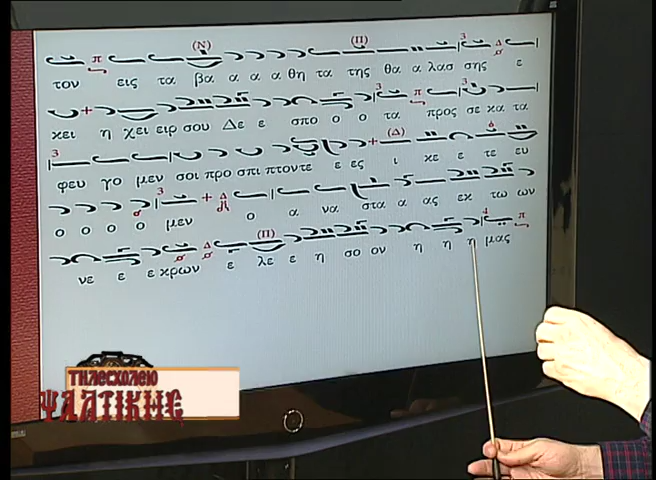 τον εις τα βα α α α θη τα της θα α λασ σης ε
κει η χει ειρ σου Δε ε σπο ο ο τα προς σε κα τα
φευ γο μεν σοι προ σπι πτοντε ε ες ι κε ε τε ευ
ο ο ο ο μεν ο α να στα α ας εκ τω ων
νε ε ε κρων ε λε ε η σο ον η η η μας
ΤΗΛΕΣΧΟΛΕΙΟ
ΨΑΛΤΙΚΗΣ